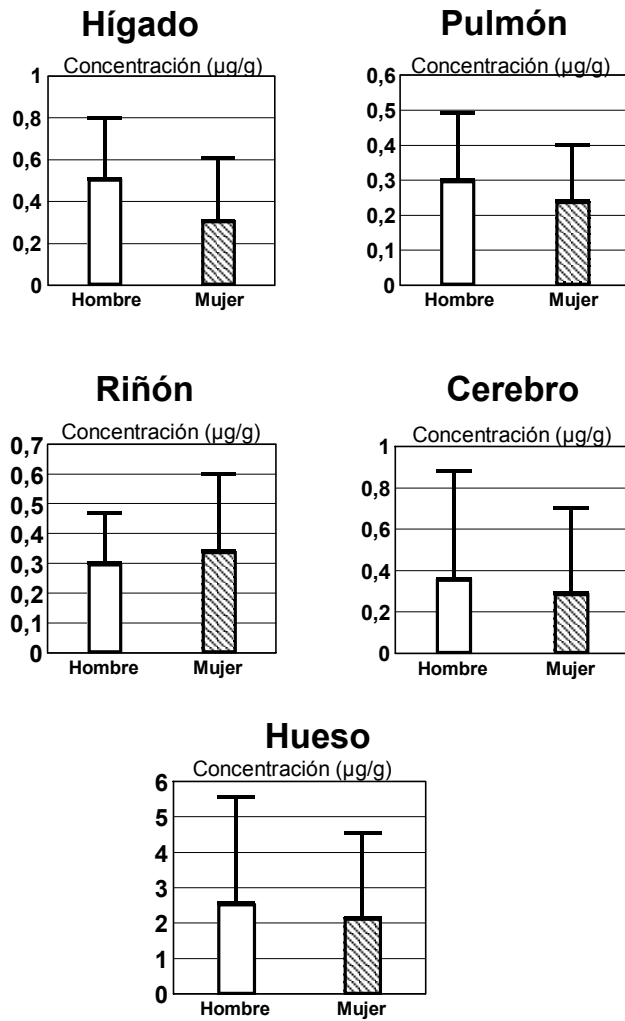 Hígado
Concentración (µg/g)
1
0,8
0,6
0,4
0,2
0
Hombre Mujer
Pulmón
Concentración (µg/g)
0,6
0,5
0,4
0,3
0,2
0,1
0
Hombre Mujer
Riñón
Concentración (µg/g)
0,7
0,6
0,5
0,4
0,3
0,2
0,1
0
Hombre Mujer
Cerebro
Concentración (µg/g)
1
0,8
0,6
0,4
0,2
0
Hombre Mujer
Hueso
Concentración (µg/g)
6
5
4
3
2
1
0
Hombre Mujer